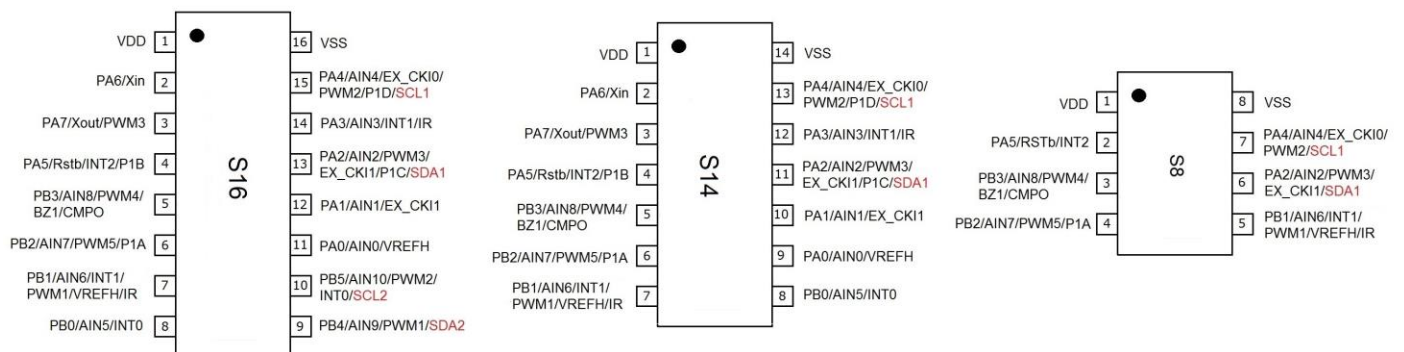 VDD 1
PA6/Xin 2
PA7/Xout/PWM3 3
PA5/Rstb/INT2/P1B 4
PB3/AIN8/PWM4/
BZ1/CMPO 5
PB2/AIN7/PWM5/P1A 6
PB1/AIN6/INT1/
PWM1/VREFH/IR 7
PB0/AIN5/INT0 8
S16
16 VSS
15 PA4/AIN4/EX_CKI0/
PWM2/P1D/SCL1
14 PA3/AIN3/INT1/IR
13 PA2/AIN2/PWM3/
EX_CKI1/P1C/SDA1
12 PA1/AIN1/EX_CKI1
11 PA0/AIN0/VREFH
10 PB5/AIN10/PWM2/
INT0/SCL2
9 PB4/AIN9/PWM1/SDA2
VDD 1
PA6/Xin 2
PA7/Xout/PWM3 3
PA5/Rstb/INT2/P1B 4
PB3/AIN8/PWM4/
BZ1/CMPO 5
PB2/AIN7/PWM5/P1A 6
PB1/AIN6/INT1/
PWM1/VREFH/IR 7
S14
14 VSS
13 PA4/AIN4/EX_CKI0/
PWM2/P1D/SCL1
12 PA3/AIN3/INT1/IR
11 PA2/AIN2/PWM3/
EX_CKI1/P1C/SDA1
10 PA1/AIN1/EX_CKI1
9 PA0/AIN0/VREFH
8 PB0/AIN5/INT0
VDD 1
PA5/RSTb/INT2 2
PB3/AIN8/PWM4/
BZ1/CMPO 3
PB2/AIN7/PWM5/P1A 4
S8
8 VSS
7 PA4/AIN4/EX_CKI0/
PWM2/SCL1
6 PA2/AIN2/PWM3/
EX_CKI1/SDA1
5 PB1/AIN6/INT1/
PWM1/VREFH/IR